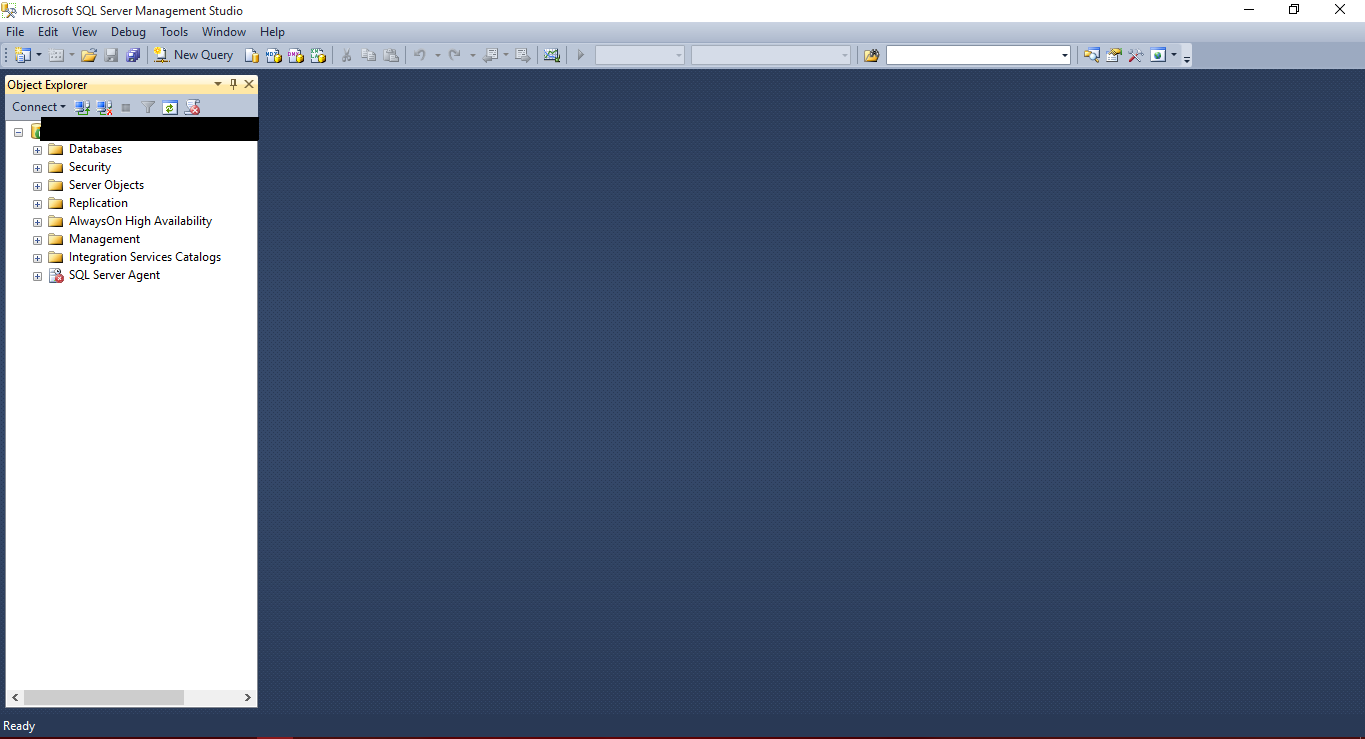 Microsoft SQL Server Management Studio
File Edit View Debug Tools Window Help
New Query
Object Explorer
Connect
Databases
Security
Server Objects
Replication
AlwaysOn High Availability
Management
Integration Services Catalogs
SQL Server Agent
Ready